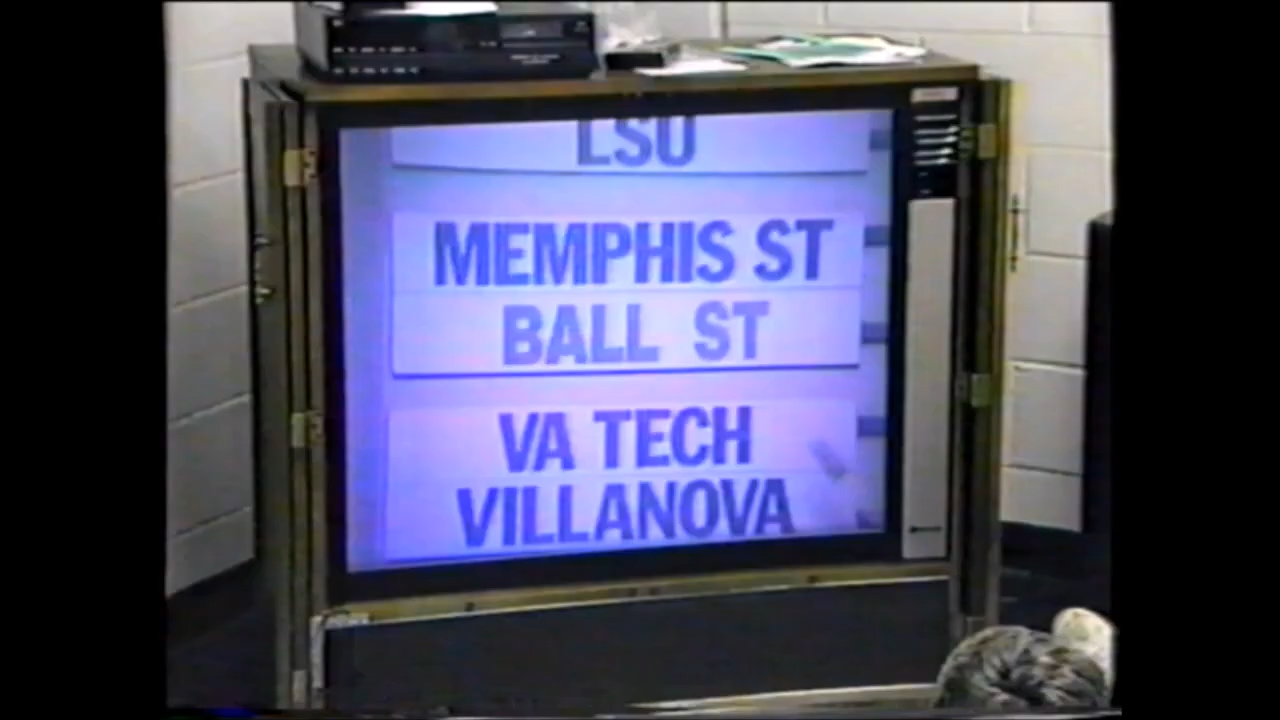 LSU
MEMPHIS ST
BALL ST
VA TECH
VILLANOVA